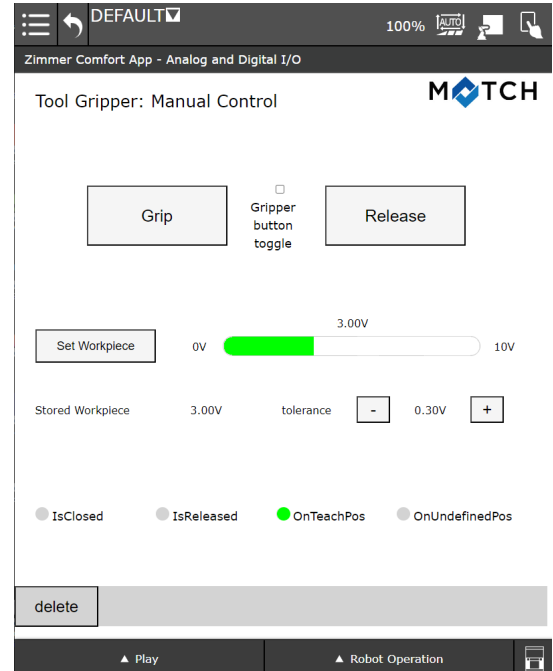 DEFAULT
100% AUTO
Zimmer Comfort App - Analog and Digital I/O
Tool Gripper: Manual Control
MATCH
Grip
Gripper
button
toggle
Release
3.00V
Set Workpiece
0V
10V
Stored Workpiece
3.00V
tolerance
-
0.30V
+
IsClosed
IsReleased
OnTeachPos
OnUndefinedPos
delete
▲ Play
▲ Robot Operation